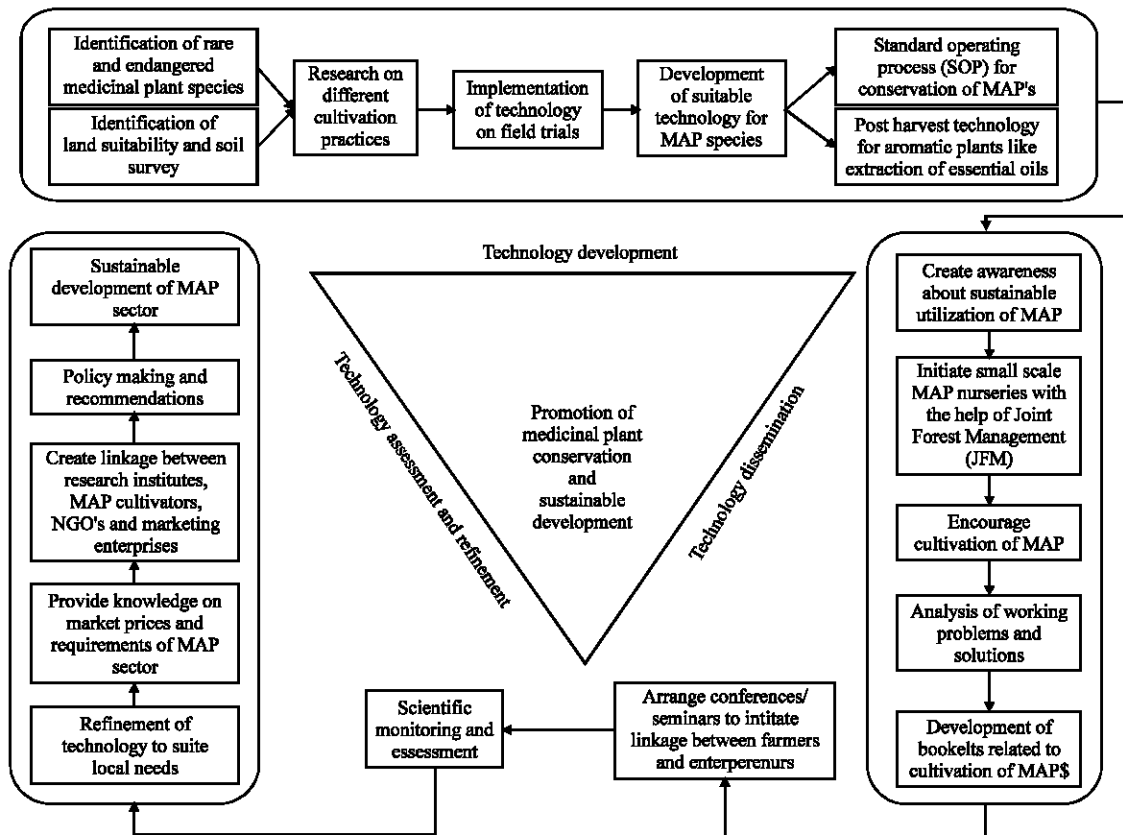 Identification of rare
and endangered
medicinal plant species
Identification of
land suitability and soil
survey
Research on
different
cultivation
practices
Implementation
of technology
on field trials
Development
of suitable
technology for
MAP species
Standard operating
process (SOP) for
conservation of MAP's
Post harvest technology
for aromatic plants like
extraction of essential oils
Create awareness
about sustainable
utilization of MAP
Initiate small scale
MAP nurseries with
the help of Joint
Forest Management
(JFM)
Encourage
cultivation of MAP
Analysis of working
problems and
solutions
Development of
bookelts related to
cultivation of MAP$
Arrange conferences/
seminars to intitate
linkage between farmers
and enterperenurs
Scientific
monitoring and
essessment
Sustainable
development of MAP
sector
Policy making and
recommendations
Create linkage between
research institutes,
MAP cultivators,
NGO's and marketing
enterprises
Provide knowledge on
market prices and
requirements of MAP
sector
Refinement of
technology to suite
local needs
Technology development
Technology assessment and refinement
Technology dissemination
Promotion of
medicinal plant
conservation
and
sustainable
development